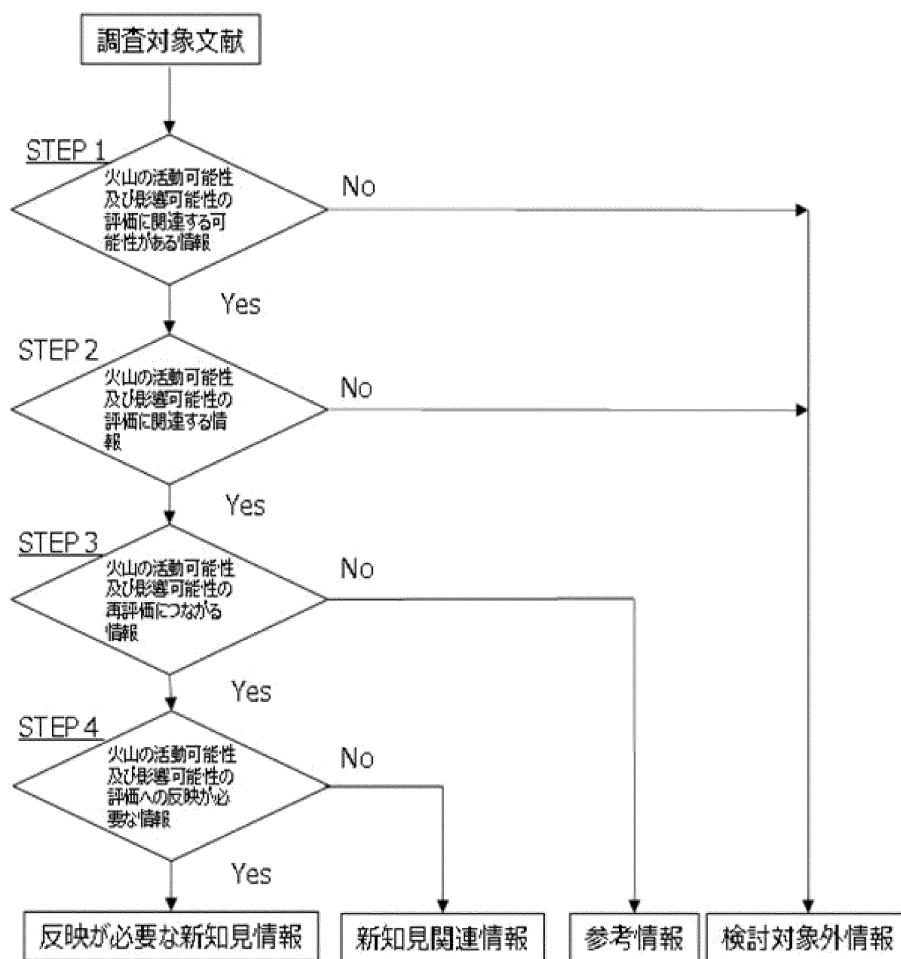 調査対象文献
STEP 1
火山の活動可能性
及び影響可能性の
評価に関連する可
能性がある情報
No
Yes
STEP 2
火山の活動可能性
及び影響可能性の
評価に関連する情
報
No
Yes
STEP 3
火山の活動可能性
及び影響可能性の
再評価につながる
情報
No
Yes
STEP 4
火山の活動可能性
及び影響可能性の
評価への反映が必
要な情報
No
Yes
反映が必要な新知見情報
新知見関連情報
参考情報
検討対象外情報